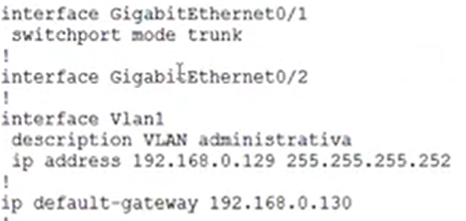 interface GigabitEthernet0/1
 switchport mode trunk
!
interface GigabitEthernet0/2
!
interface Vlan1
 description VLAN administrativa
 ip address 192.168.0.129 255.255.255.252
!
ip default-gateway 192.168.0.130
!